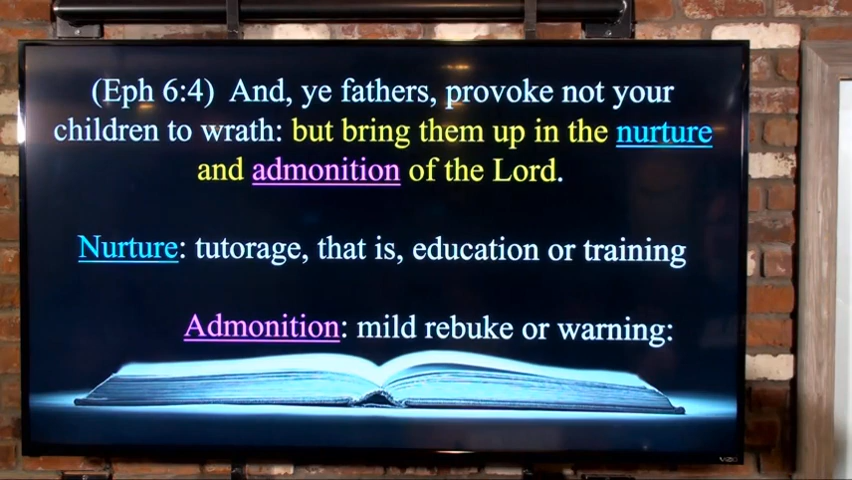 (Eph 6:4) And, ye fathers, provoke not your
children to wrath: but bring them up in the nurture
and admonition of the Lord.
Nurture: tutorage, that is, education or training
Admonition: mild rebuke or warning:
VIZIO